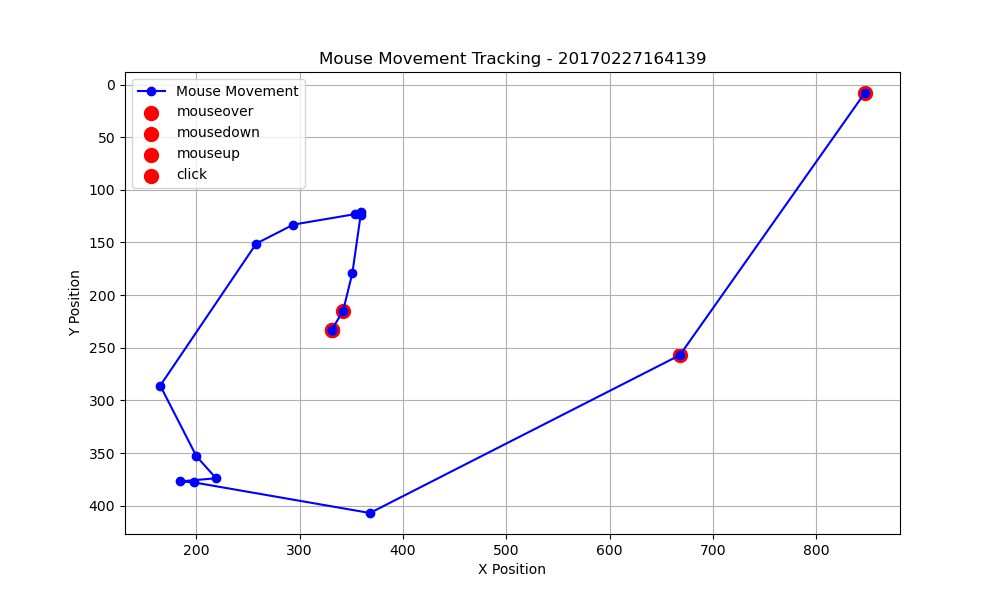 Mouse Movement Tracking - 20170227164139
Mouse Movement
mouseover
mousedown
mouseup
click
0
50
100
150
200
250
300
350
400
Y Position
200 300 400 500 600 700 800
X Position